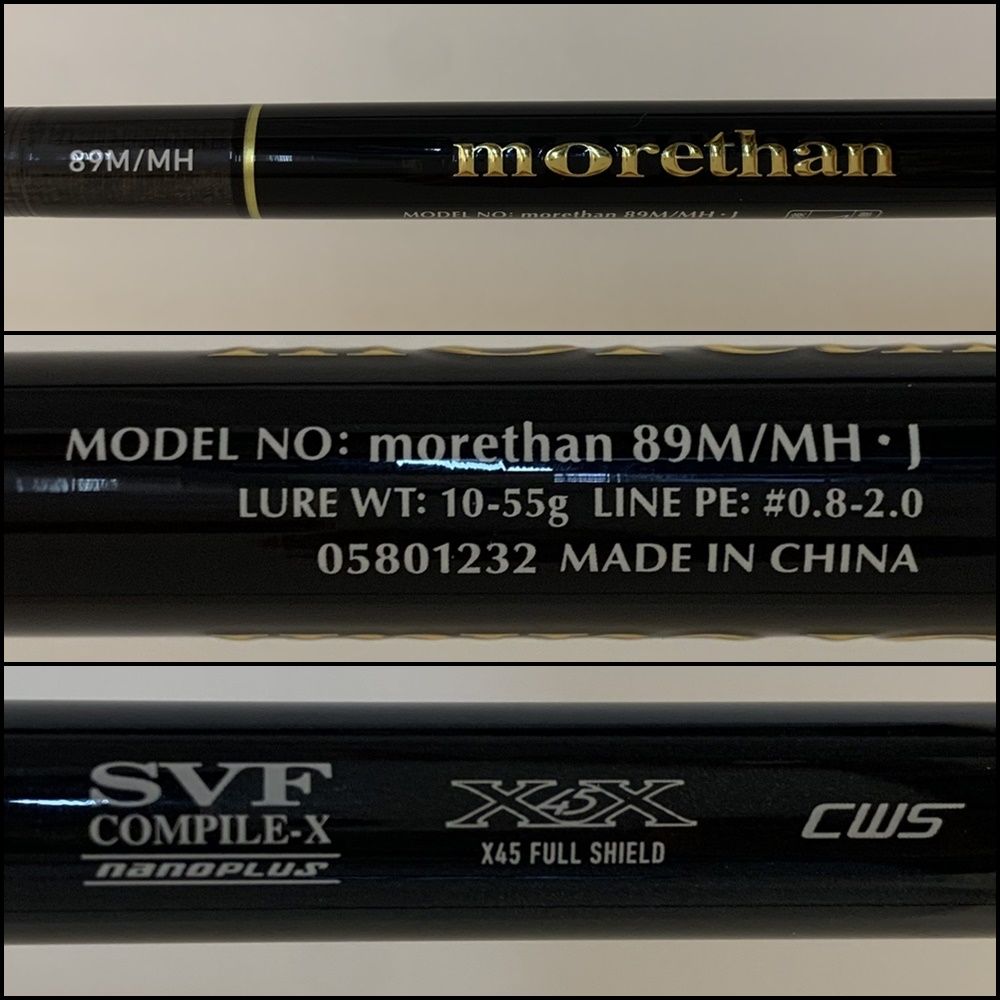 89M/MH
morethan
MODEL NO: morethan 89M/MH・J
MODEL NO: morethan 89M/MH・J
LURE WT: 10-55g LINE PE: #0.8-2.0
05801232 MADE IN CHINA
SVF
COMPILE-X
nanoPLUS
X45X
X45 FULL SHIELD
CWS